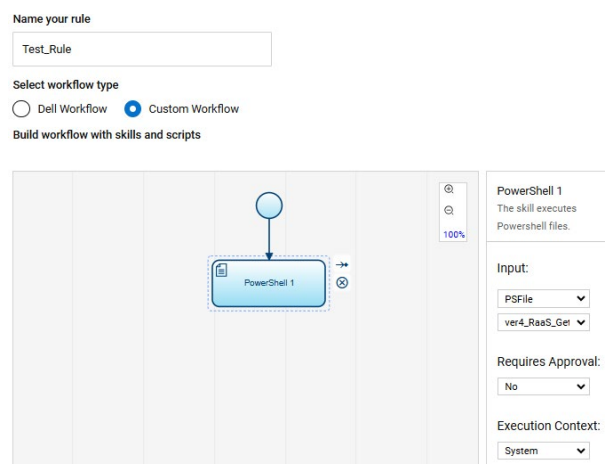 Name your rule
Test_Rule
Select workflow type
Dell Workflow
Custom Workflow
Build workflow with skills and scripts
100%
PowerShell 1
PowerShell 1
The skill executes
Powershell files.
Input:
PSFile
ver4_RaaS_Get
Requires Approval:
No
Execution Context:
System